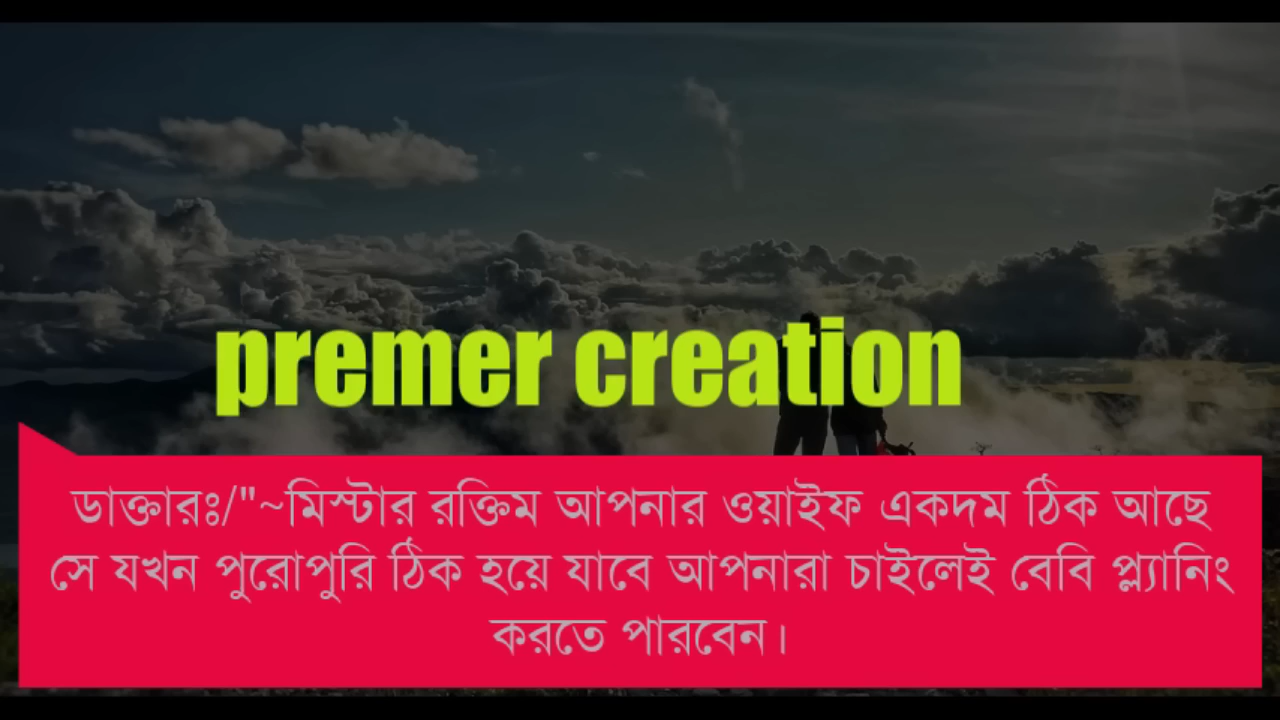 premer creation
ডাক্তারঃ/"~মিস্টার রক্তিম আপনার ওয়াইফ একদম ঠিক আছে
সে যখন পুরোপুরি ঠিক হয়ে যাবে আপনারা চাইলেই বেবি প্ল্যানিং
করতে পারবেন।